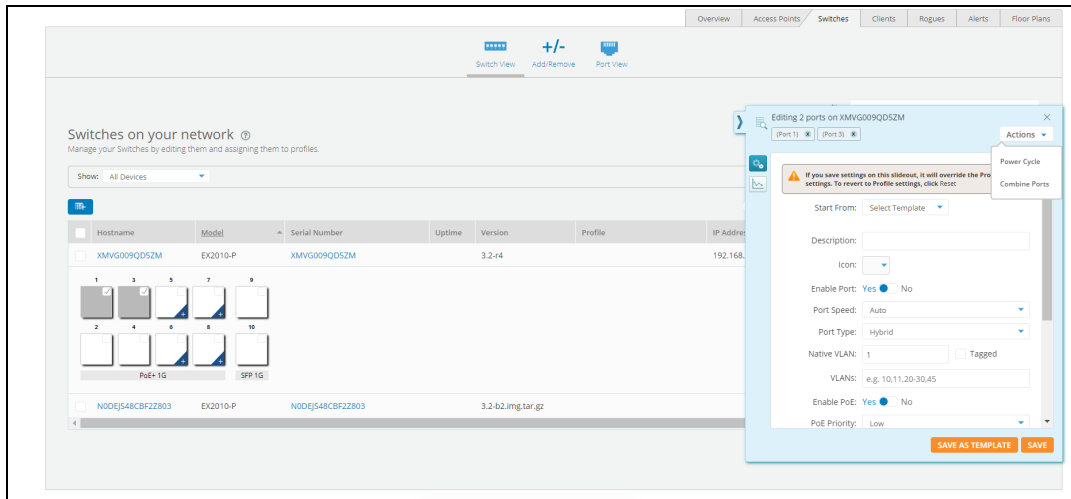 Overview Access Points Switches Clients Rogues Alerts Floor Plans
+/-
Switch View Add/Remove Port View
Switches on your network ?
Manage your Switches by editing them and assigning them to profiles.
Show: All Devices
Hostname Model Serial Number Uptime Version Profile IP Addre
XMVG009QD5ZM EX2010-P XMVG009QD5ZM 3.2-r4 192.168.
1 3 5 7 9
2 4 6 8 10
PoE+ 1G SFP 1G
N0DEJS48CBF2Z803 EX2010-P N0DEJS48CBF2Z803 3.2-b2.img.tar.gz
Editing 2 ports on XMVG009QD5ZM
(Port 1) (Port 3)
Actions
Power Cycle
Combine Ports
If you save settings on this slideout, it will override the Pro
settings. To revert to Profile settings, click Reset
Start From: Select Template
Description:
Icon:
Enable Port: Yes No
Port Speed: Auto
Port Type: Hybrid
Native VLAN: 1 Tagged
VLANs: e.g. 10,11,20-30,45
Enable PoE: Yes No
PoE Priority: Low
SAVE AS TEMPLATE SAVE